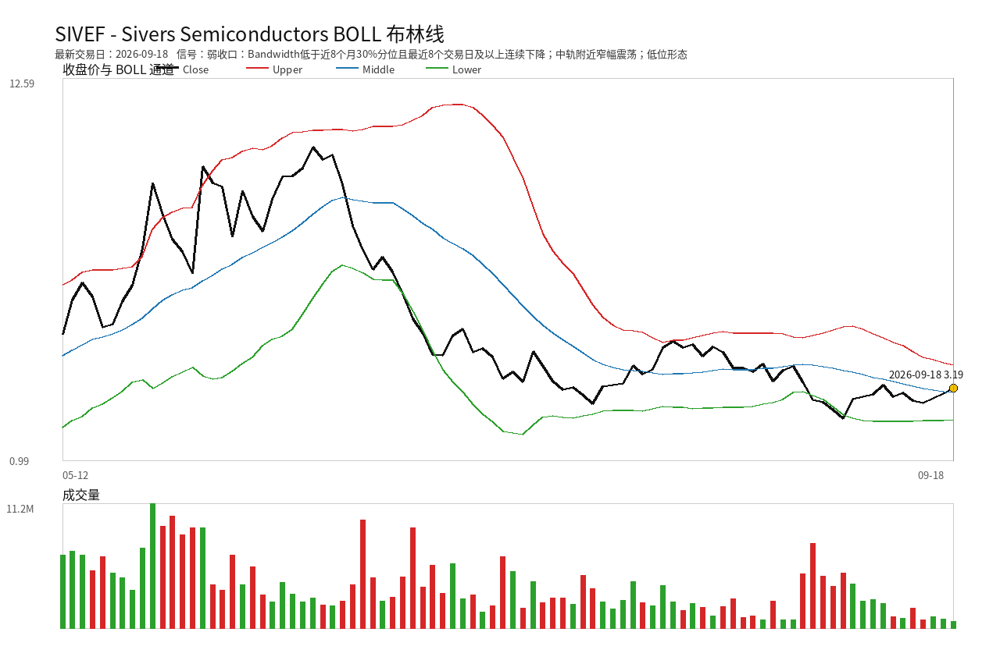 SIVEF - Sivers Semiconductors BOLL 布林线
最新交易日：2026-09-18 信号：弱收口：Bandwidth低于近8个月30%分位且最近8个交易日及以上连续下降；中轨附近窄幅震荡；低位形态
收盘价与 BOLL 通道 Close Upper Middle Lower
12.59
2026-09-18 3.19
0.99
05-12 09-18
成交量
11.2M